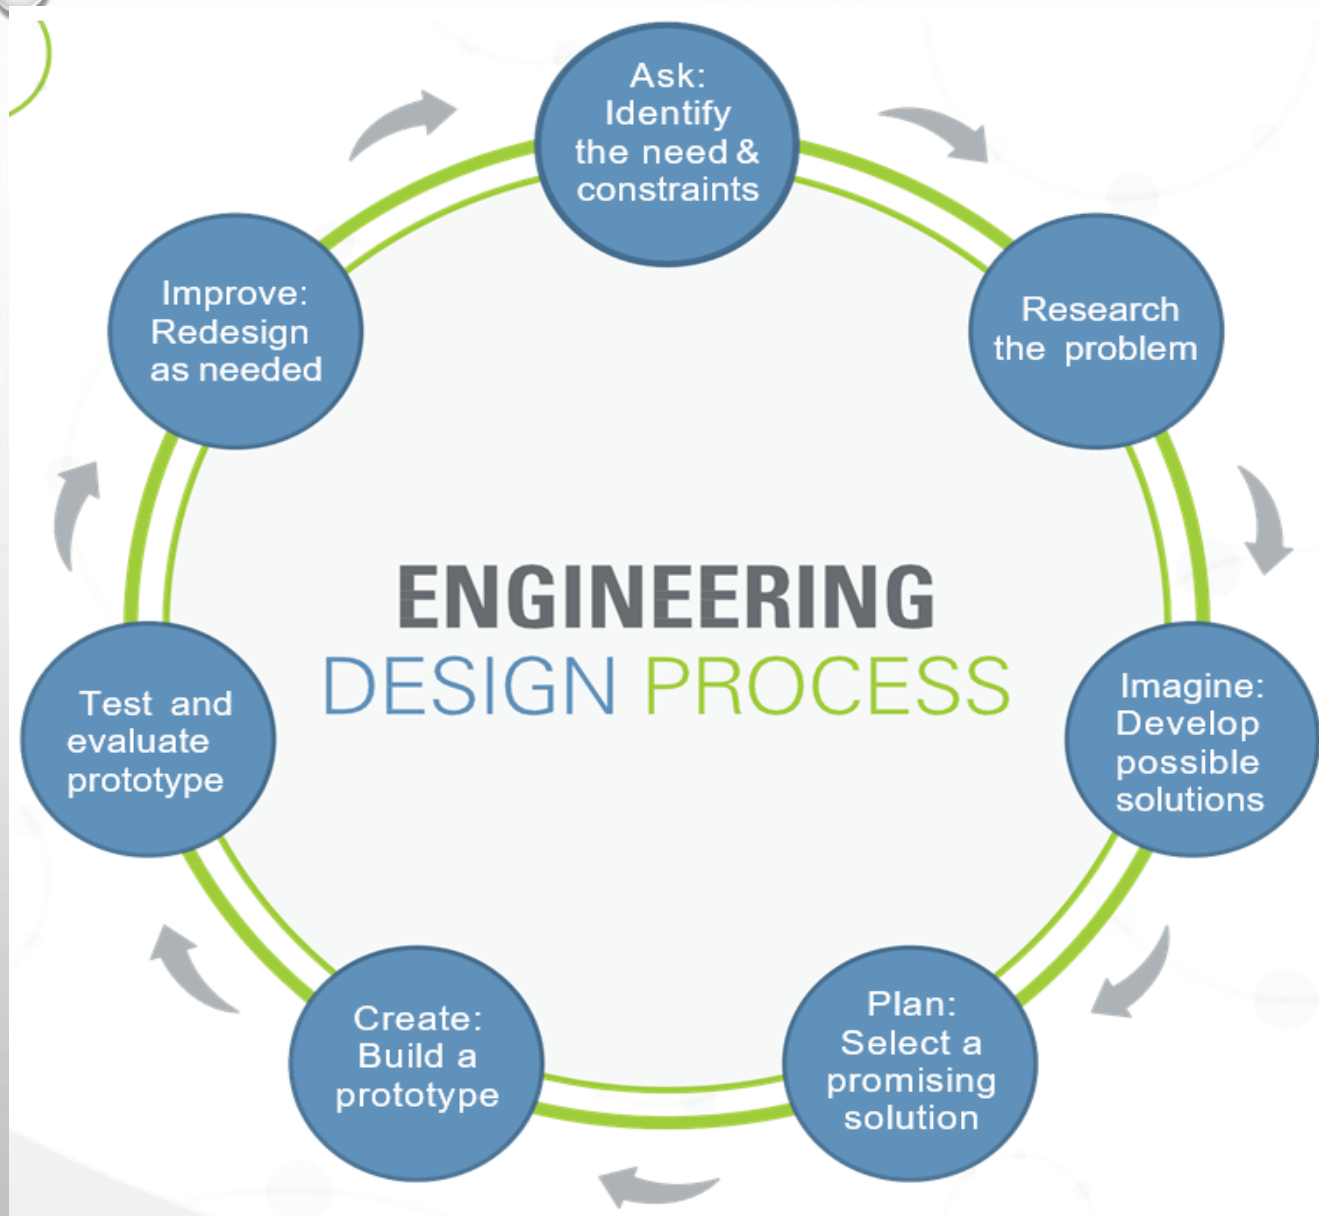 Ask:
Identify
the need &
constraints
Research
the problem
Imagine:
Develop
possible
solutions
Plan:
Select a
promising
solution
Create:
Build a
prototype
Test and
evaluate
prototype
Improve:
Redesign
as needed
ENGINEERING
DESIGN PROCESS